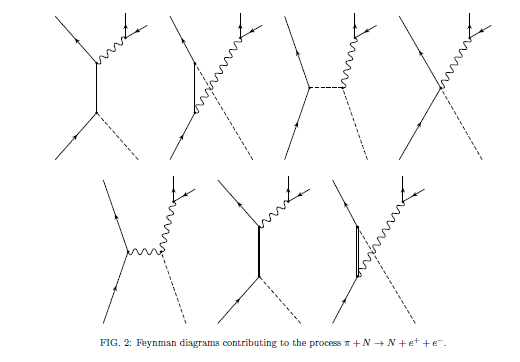 FIG. 2: Feynman diagrams contributing to the process π + N → N + e⁺ + e⁻.